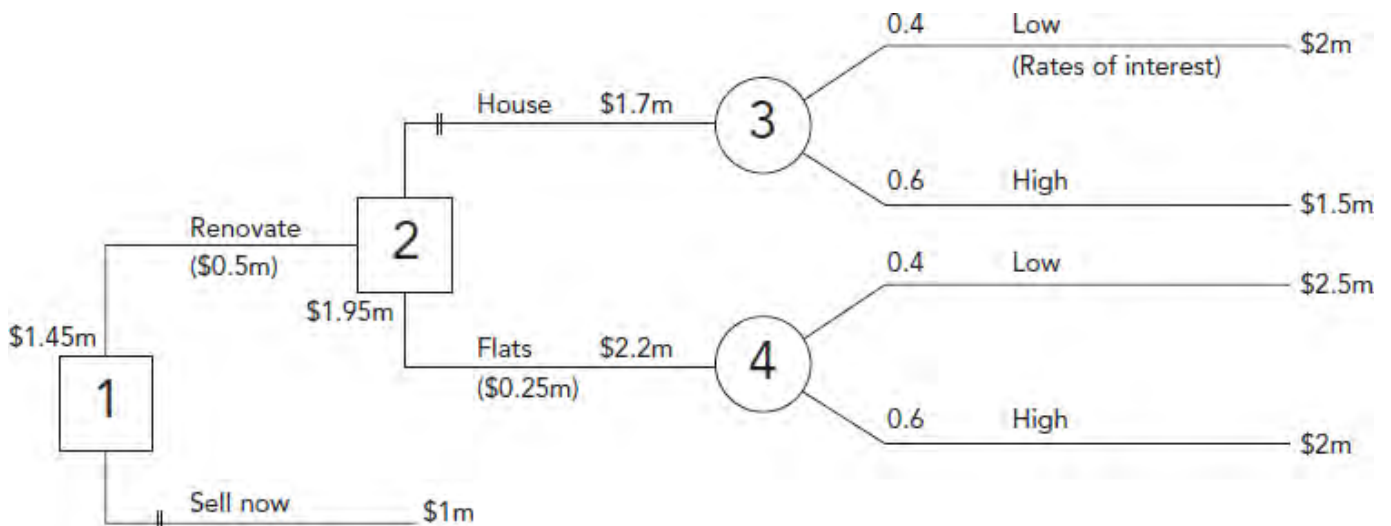 0.4 Low $2m
(Rates of interest)
House $1.7m 3
0.6 High $1.5m
Renovate 2
($0.5m)
0.4 Low $2.5m
$1.95m
$1.45m
Flats $2.2m 4
($0.25m)
1
0.6 High $2m
Sell now $1m